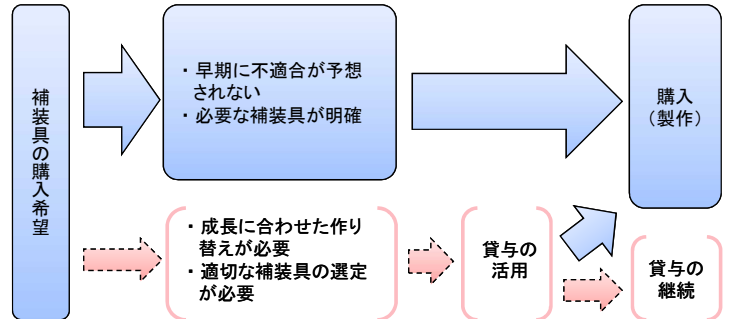 補装具の購入希望
・早期に不適合が予想
されない
・必要な補装具が明確
購入
（製作）
・成長に合わせた作り
替えが必要
・適切な補装具の選定
が必要
貸与の
活用
貸与の
継続